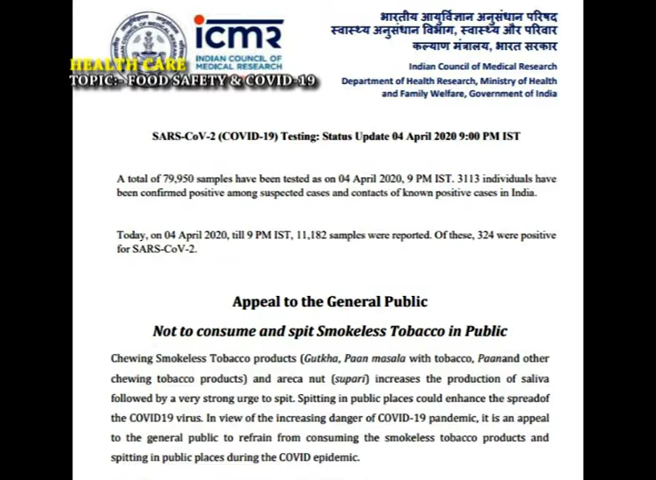 icmr
INDIAN COUNCIL OF
MEDICAL RESEARCH
HEALTH CARE
TOPIC:- FOOD SAFETY & COVID-19
भारतीय आयुर्विज्ञान अनुसंधान परिषद
स्वास्थ्य अनुसंधान विभाग, स्वास्थ्य और परिवार
कल्याण मंत्रालय, भारत सरकार
Indian Council of Medical Research
Department of Health Research, Ministry of Health
and Family Welfare, Government of India
SARS-CoV-2 (COVID-19) Testing: Status Update 04 April 2020 9:00 PM IST
A total of 79,950 samples have been tested as on 04 April 2020, 9 PM IST. 3113 individuals have
been confirmed positive among suspected cases and contacts of known positive cases in India.
Today, on 04 April 2020, till 9 PM IST, 11,182 samples were reported. Of these, 324 were positive
for SARS-CoV-2.
Appeal to the General Public
Not to consume and spit Smokeless Tobacco in Public
Chewing Smokeless Tobacco products (Gutkha, Paan masala with tobacco, Paanand other
chewing tobacco products) and areca nut (supari) increases the production of saliva
followed by a very strong urge to spit. Spitting in public places could enhance the spreadof
the COVID19 virus. In view of the increasing danger of COVID-19 pandemic, it is an appeal
to the general public to refrain from consuming the smokeless tobacco products and
spitting in public places during the COVID epidemic.